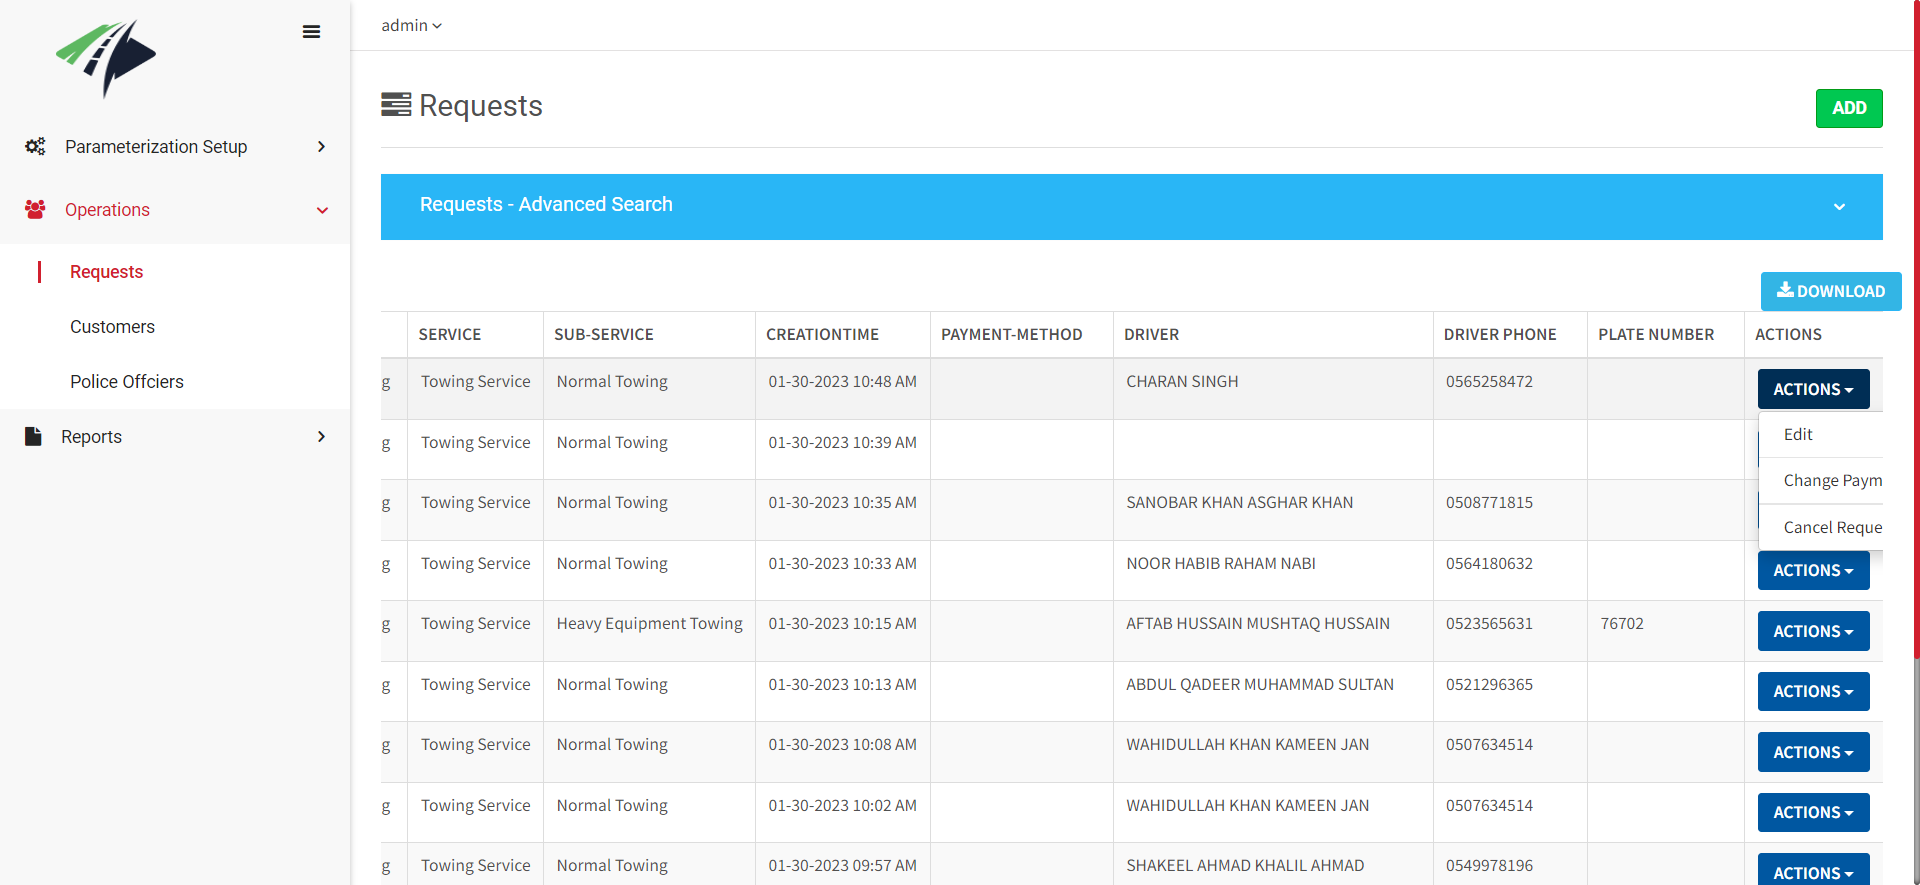 admin
Requests
ADD
Parameterization Setup
Operations
Requests
Customers
Police Offciers
Reports
Requests - Advanced Search
DOWNLOAD
SERVICE SUB-SERVICE CREATIONTIME PAYMENT-METHOD DRIVER DRIVER PHONE PLATE NUMBER ACTIONS
g Towing Service Normal Towing 01-30-2023 10:48 AM CHARAN SINGH 0565258472 ACTIONS
Edit
Change Paym
Cancel Reque
g Towing Service Normal Towing 01-30-2023 10:39 AM
g Towing Service Normal Towing 01-30-2023 10:35 AM SANOBAR KHAN ASGHAR KHAN 0508771815
g Towing Service Normal Towing 01-30-2023 10:33 AM NOOR HABIB RAHAM NABI 0564180632 ACTIONS
g Towing Service Heavy Equipment Towing 01-30-2023 10:15 AM AFTAB HUSSAIN MUSHTAQ HUSSAIN 0523565631 76702 ACTIONS
g Towing Service Normal Towing 01-30-2023 10:13 AM ABDUL QADEER MUHAMMAD SULTAN 0521296365 ACTIONS
g Towing Service Normal Towing 01-30-2023 10:08 AM WAHIDULLAH KHAN KAMEEN JAN 0507634514 ACTIONS
g Towing Service Normal Towing 01-30-2023 10:02 AM WAHIDULLAH KHAN KAMEEN JAN 0507634514 ACTIONS
g Towing Service Normal Towing 01-30-2023 09:57 AM SHAKEEL AHMAD KHALIL AHMAD 0549978196 ACTIONS